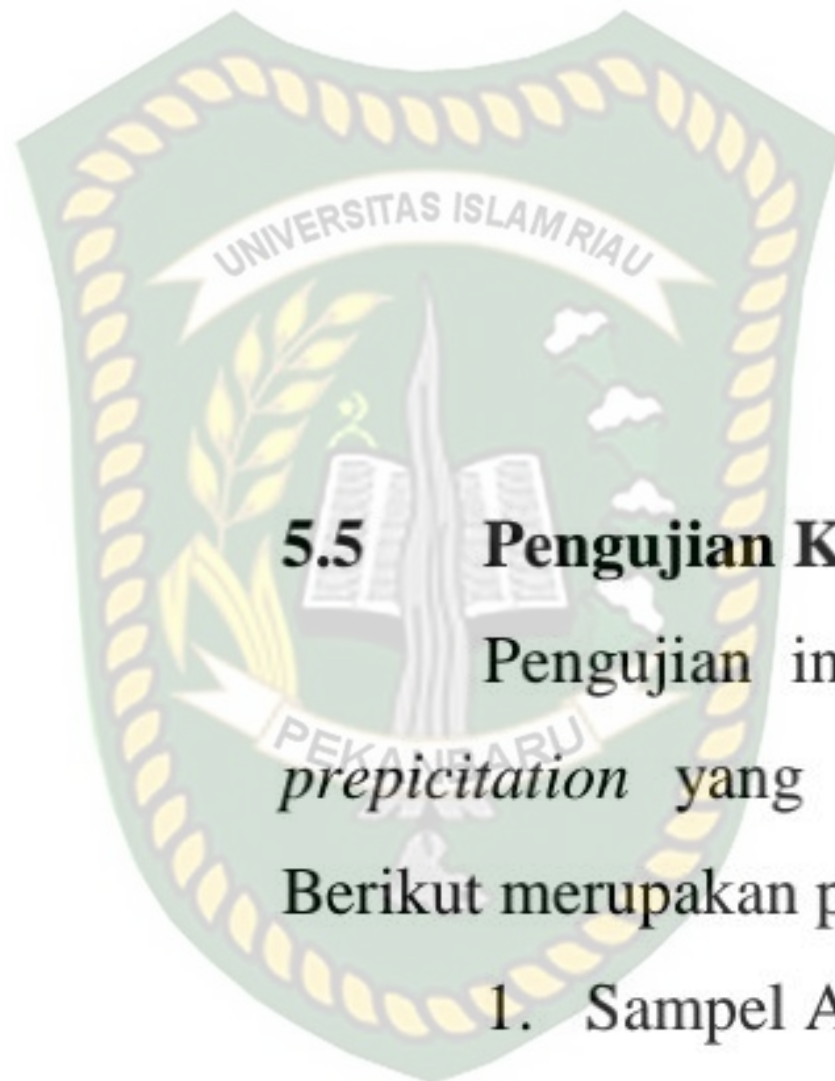 UNIVERSITAS ISLAM RIAU
5.5 Pengujian K
Pengujian in
prepicitation yang
Berikut merupakan p
PEKANBARU
1. Sampel A